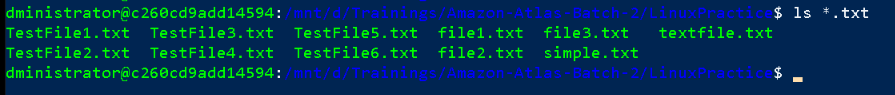 dministrator@c260cd9add14594:/mnt/d/Trainings/Amazon-Atlas-Batch-2/LinuxPractice$ ls *.txt
TestFile1.txt  TestFile3.txt  TestFile5.txt  file1.txt  file3.txt  textfile.txt
TestFile2.txt  TestFile4.txt  TestFile6.txt  file2.txt  simple.txt
dministrator@c260cd9add14594:/mnt/d/Trainings/Amazon-Atlas-Batch-2/LinuxPractice$